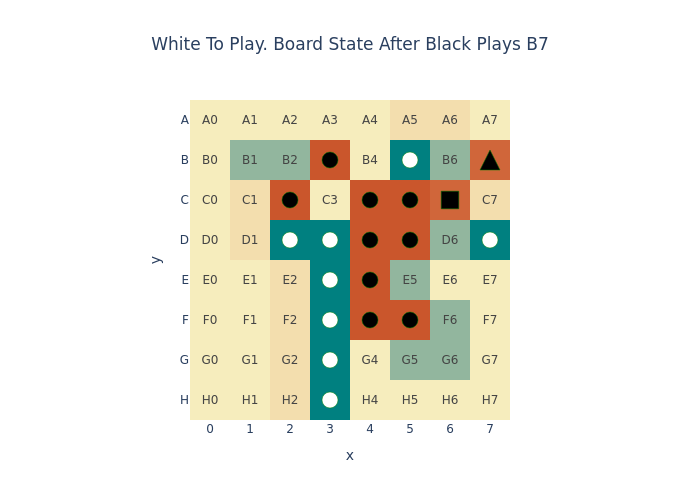 White To Play. Board State After Black Plays B7
A A0 A1 A2 A3 A4 A5 A6 A7
B B0 B1 B2 B4 B6
C C0 C1 C3 C7
D D0 D1 D6
y
E E0 E1 E2 E5 E6 E7
F F0 F1 F2 F6 F7
G G0 G1 G2 G4 G5 G6 G7
H H0 H1 H2 H4 H5 H6 H7
0 1 2 3 4 5 6 7
x